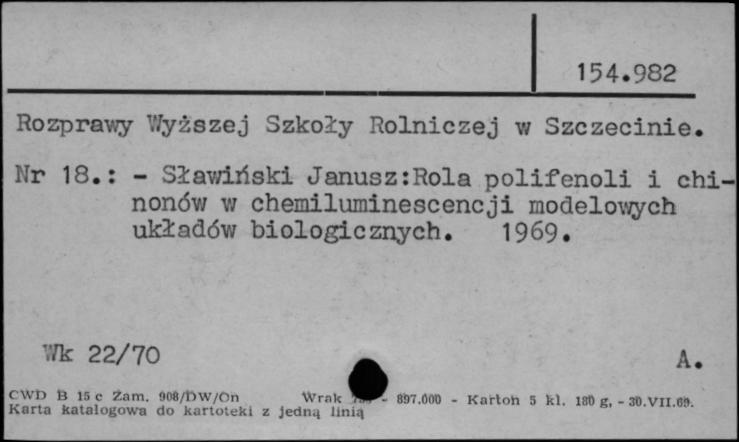 154.982
Rozprawy Wyższej Szkoły Rolniczej w Szczecinie.
Nr 18.: - Sławiński Janusz:Rola polifenoli i chi-
nonów w chemiluminescencji modelowych
układów biologicznych. 1969.
Wk 22/70 A.
CWD B 15 c Zam. 908/DW/On Wrak - 897.000 - Karton 5 kl. 180 g, - 30.VII.69.
Karta katalogowa do kartoteki z jedną linią